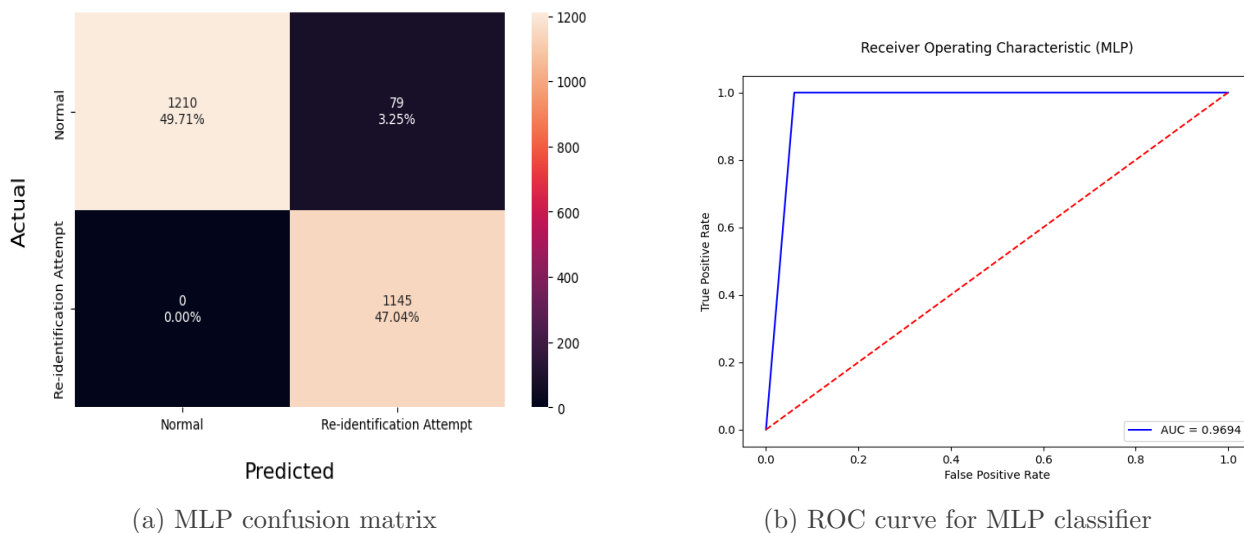 1210
49.71%
79
3.25%
0
0.00%
1145
47.04%
Normal
Re-identification Attempt
Actual
Normal
Re-identification Attempt
Predicted
1200
1000
800
600
400
200
0
(a) MLP confusion matrix
Receiver Operating Characteristic (MLP)
1.0
0.8
0.6
0.4
0.2
0.0
True Positive Rate
0.0 0.2 0.4 0.6 0.8 1.0
False Positive Rate
AUC = 0.9694
(b) ROC curve for MLP classifier